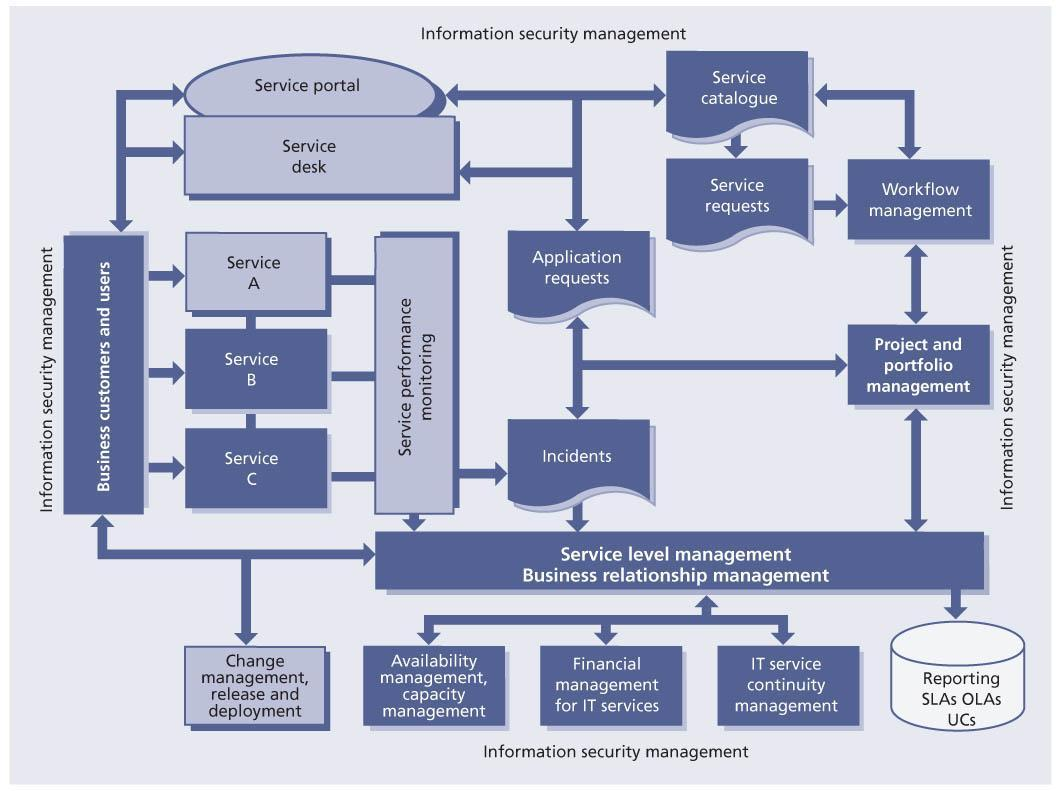 Information security management
Service portal
Service
catalogue
Service
desk
Service
requests
Workflow
management
Information security management
Business customers and users
Service
A
Service performance
monitoring
Application
requests
Information security management
Service
B
Project and
portfolio
management
Service
C
Incidents
Service level management
Business relationship management
Change
management,
release and
deployment
Availability
management,
capacity
management
Financial
management
for IT services
IT service
continuity
management
Reporting
SLAs OLAs
UCs
Information security management